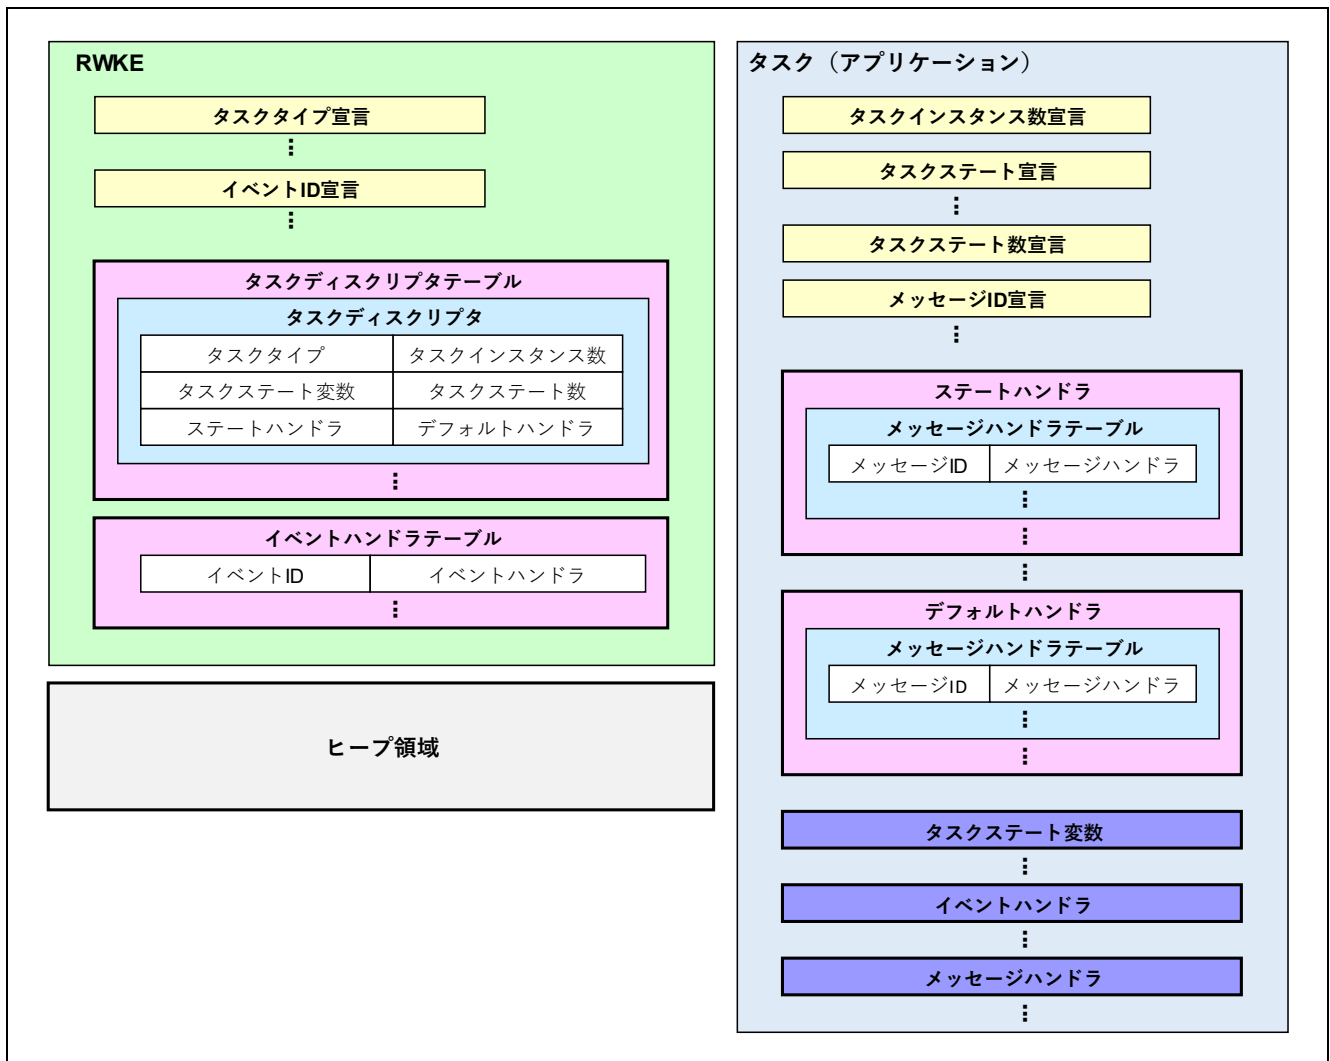 RWKE
タスクタイプ宣言
イベントID宣言
タスクディスクリプタテーブル
タスクディスクリプタ
タスクタイプ タスクインスタンス数
タスクステート変数 タスクステート数
ステートハンドラ デフォルトハンドラ
イベントハンドラテーブル
イベントID イベントハンドラ
ヒープ領域
タスク（アプリケーション）
タスクインスタンス数宣言
タスクステート宣言
タスクステート数宣言
メッセージID宣言
ステートハンドラ
メッセージハンドラテーブル
メッセージID メッセージハンドラ
デフォルトハンドラ
メッセージハンドラテーブル
メッセージID メッセージハンドラ
タスクステート変数
イベントハンドラ
メッセージハンドラ